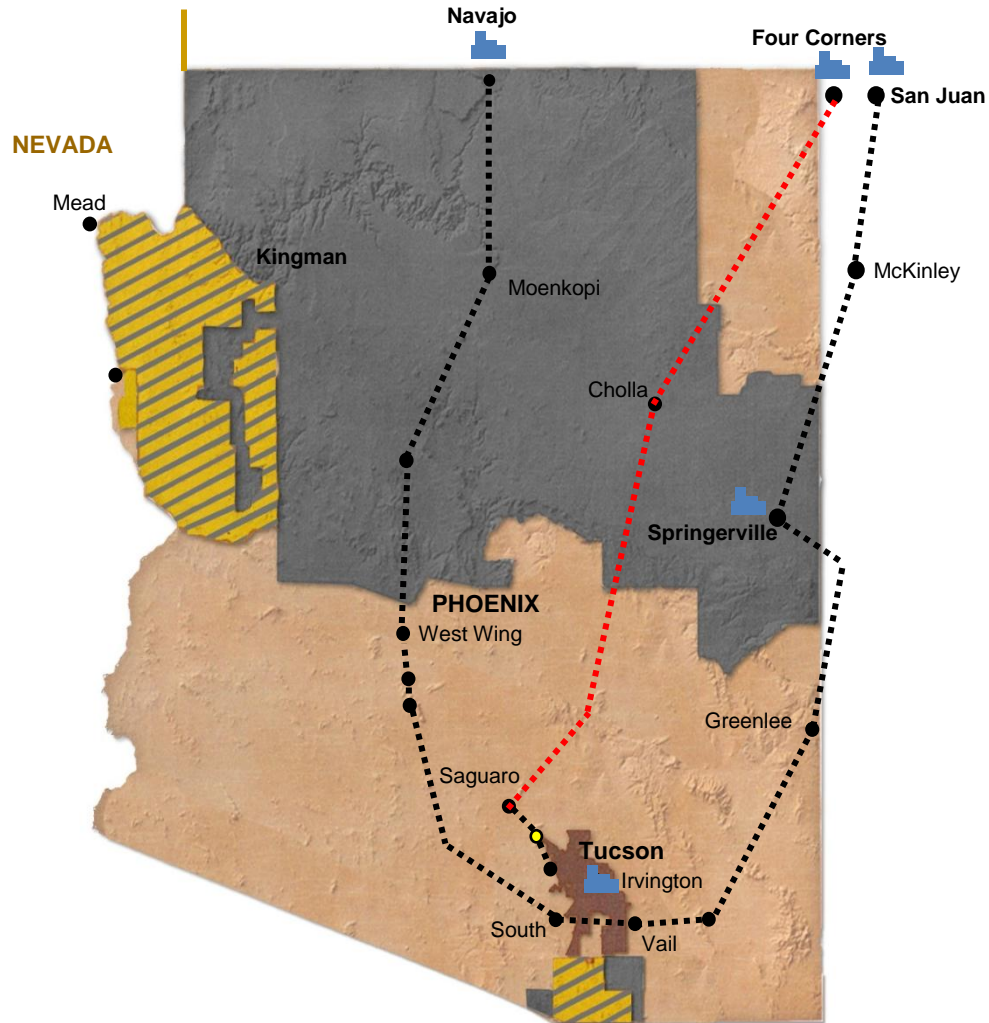 Navajo
Four Corners
San Juan
NEVADA
Mead
Kingman
McKinley
Moenkopi
Cholla
Springerville
PHOENIX
West Wing
Greenlee
Saguaro
Tucson
Irvington
South
Vail